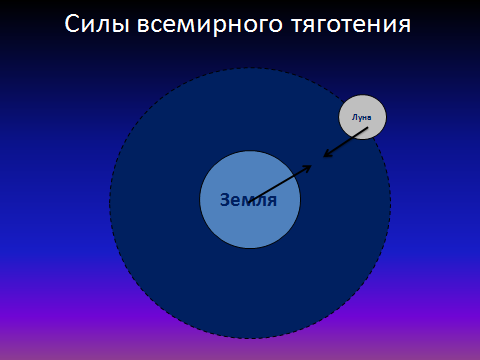 Силы всемирного тяготения
Луна
Земля